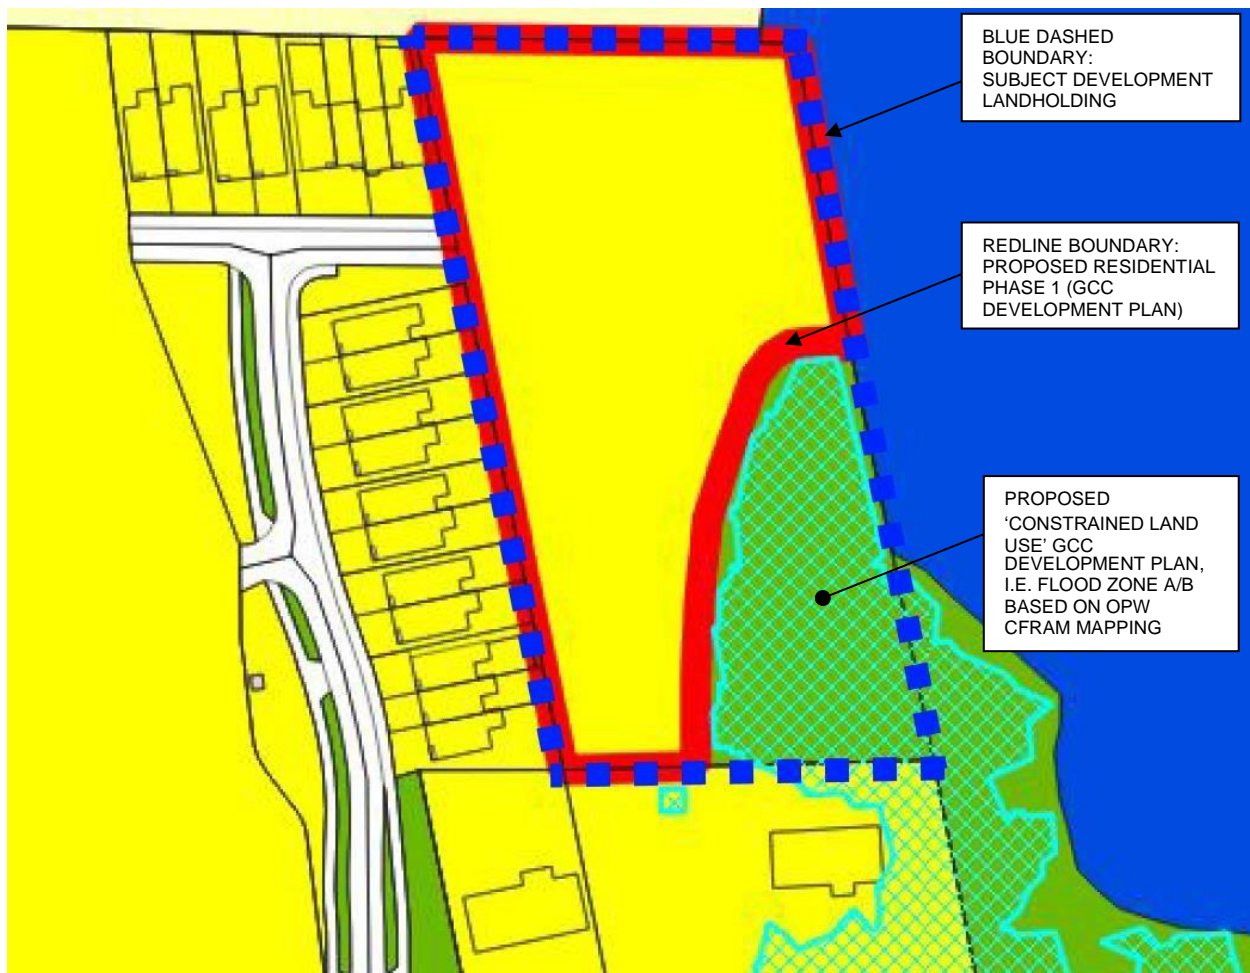 BLUE DASHED
BOUNDARY:
SUBJECT DEVELOPMENT
LANDHOLDING
REDLINE BOUNDARY:
PROPOSED RESIDENTIAL
PHASE 1 (GCC
DEVELOPMENT PLAN)
PROPOSED
‘CONSTRAINED LAND
USE’ GCC
DEVELOPMENT PLAN,
I.E. FLOOD ZONE A/B
BASED ON OPW
CFRAM MAPPING